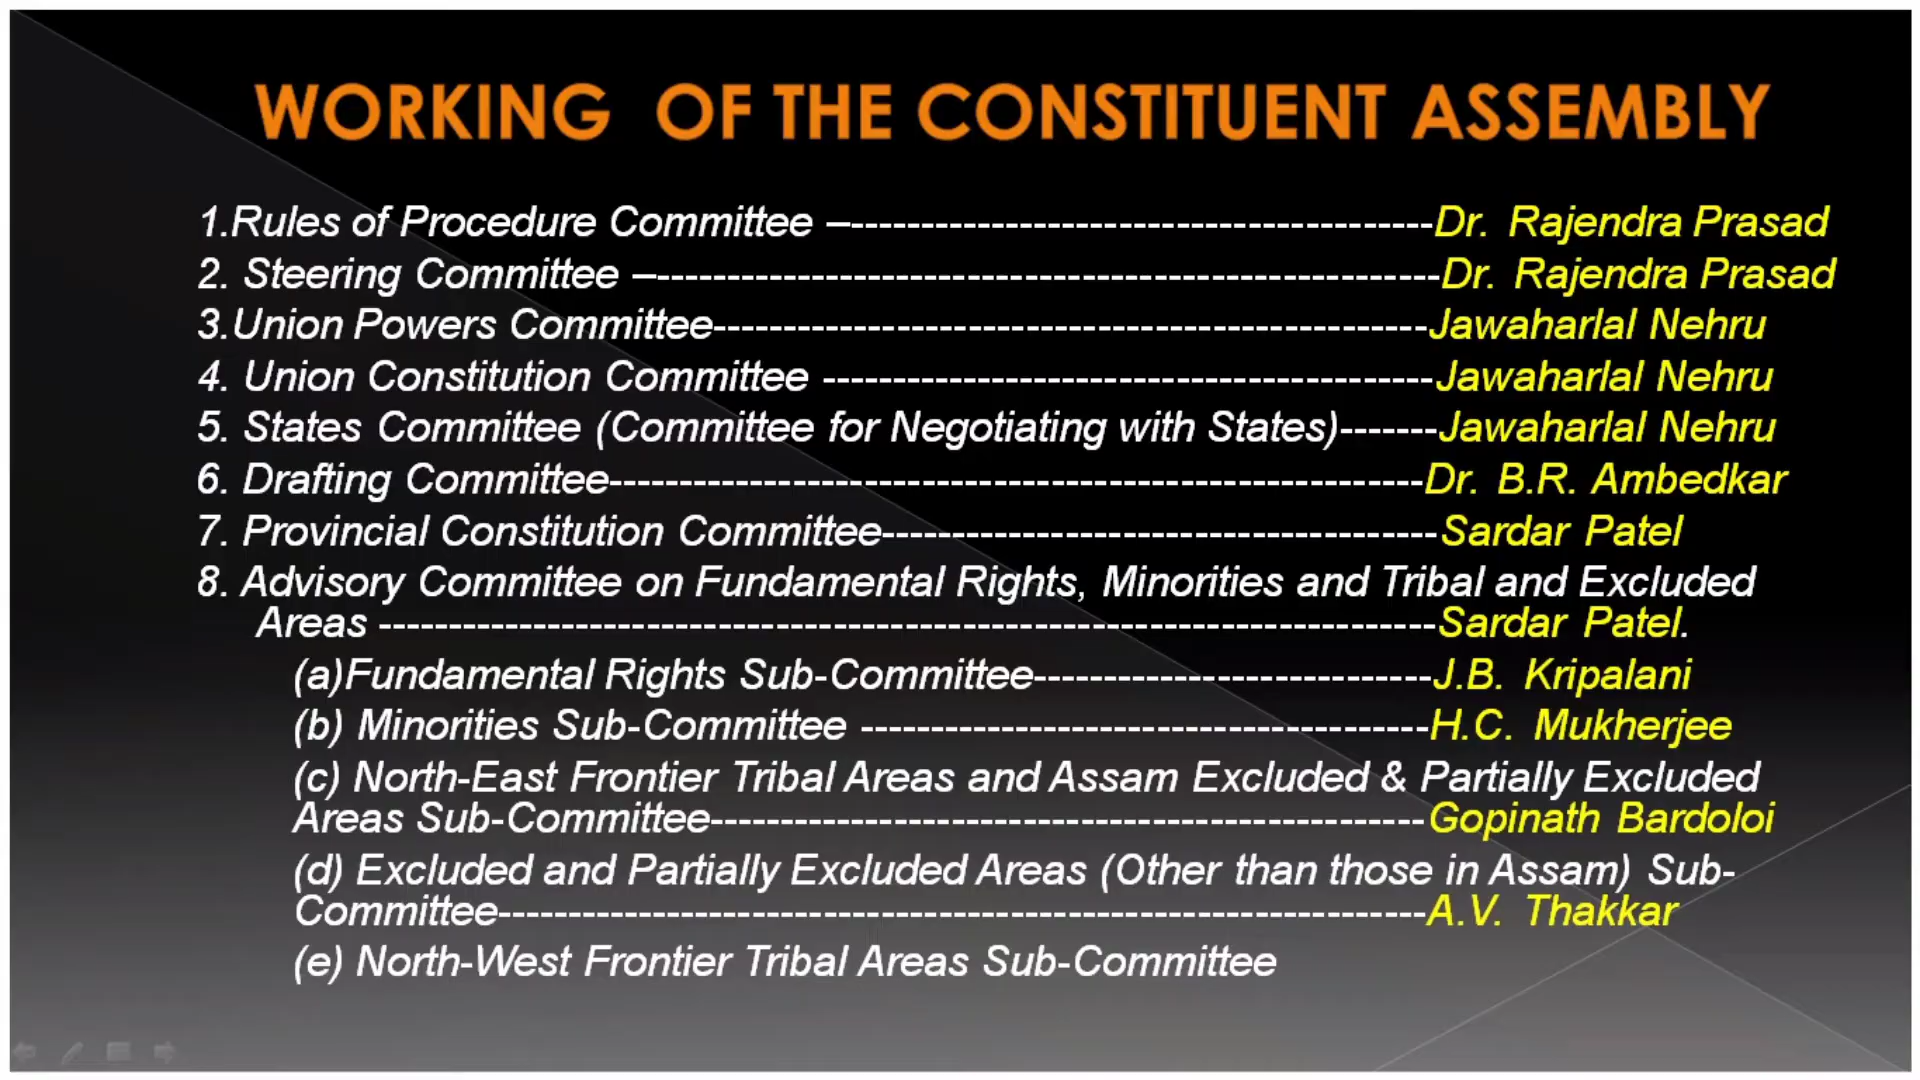 WORKING OF THE CONSTITUENT ASSEMBLY
1.Rules of Procedure Committee –------------------------------------------Dr. Rajendra Prasad
2. Steering Committee –--------------------------------------------------------Dr. Rajendra Prasad
3.Union Powers Committee---------------------------------------------------Jawaharlal Nehru
4. Union Constitution Committee --------------------------------------------Jawaharlal Nehru
5. States Committee (Committee for Negotiating with States)-------Jawaharlal Nehru
6. Drafting Committee----------------------------------------------------------Dr. B.R. Ambedkar
7. Provincial Constitution Committee----------------------------------------Sardar Patel
8. Advisory Committee on Fundamental Rights, Minorities and Tribal and Excluded
Areas ---------------------------------------------------------------------------Sardar Patel.
(a)Fundamental Rights Sub-Committee-----------------------------J.B. Kripalani
(b) Minorities Sub-Committee -----------------------------------------H.C. Mukherjee
(c) North-East Frontier Tribal Areas and Assam Excluded & Partially Excluded
Areas Sub-Committee---------------------------------------------------Gopinath Bardoloi
(d) Excluded and Partially Excluded Areas (Other than those in Assam) Sub-
Committee------------------------------------------------------------------A.V. Thakkar
(e) North-West Frontier Tribal Areas Sub-Committee